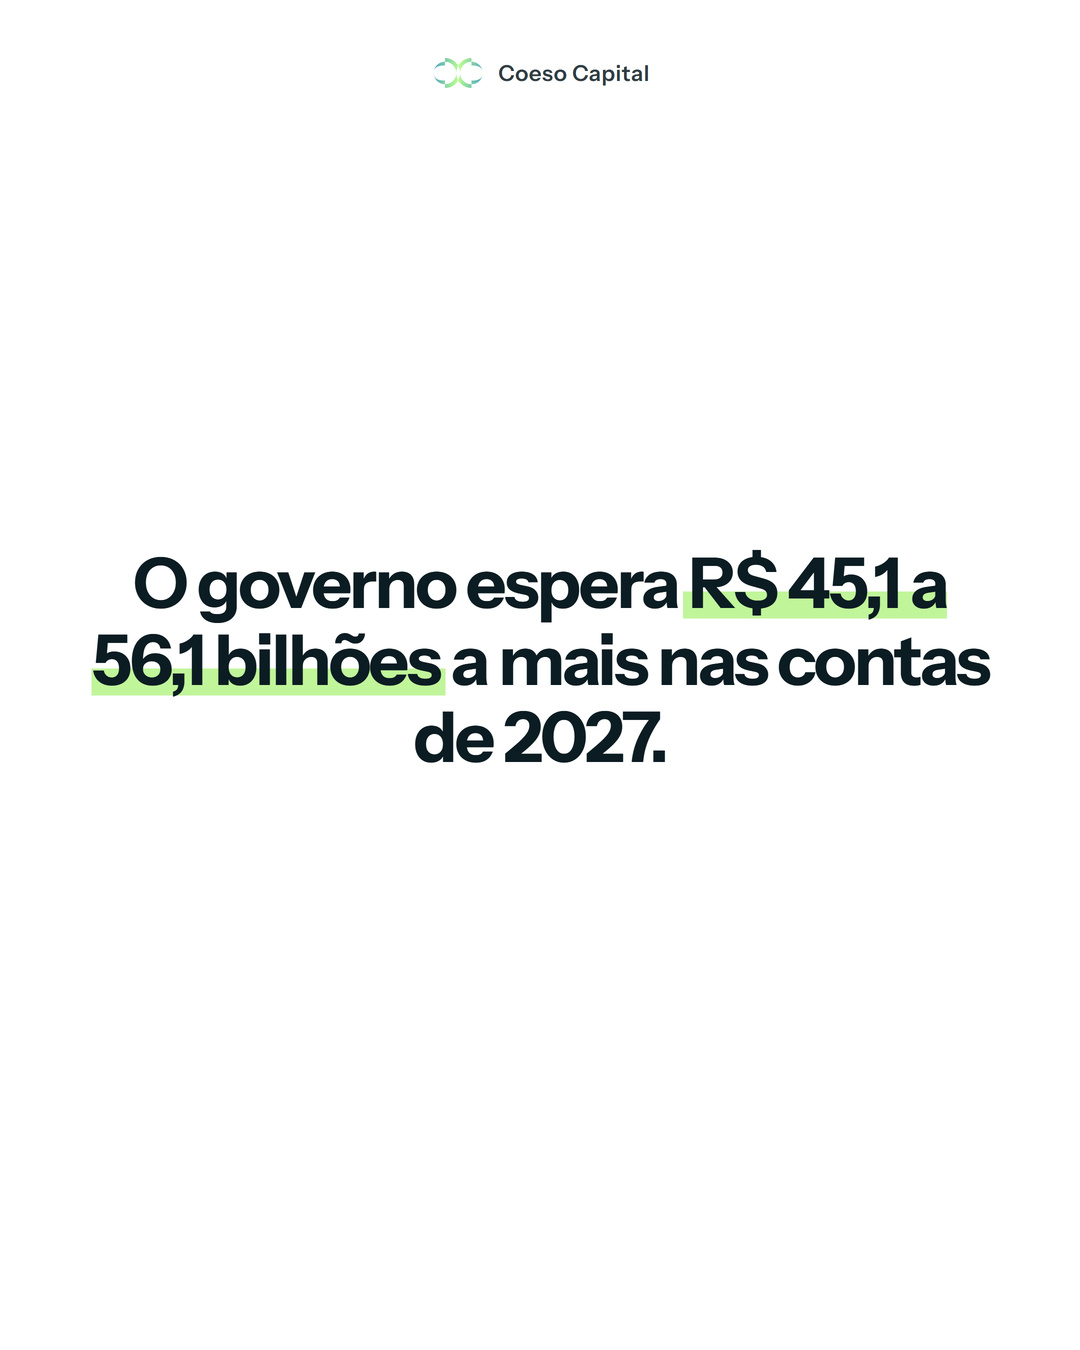 Coeso Capital
O governo espera R$ 45,1 a
56,1 bilhões a mais nas contas
de 2027.